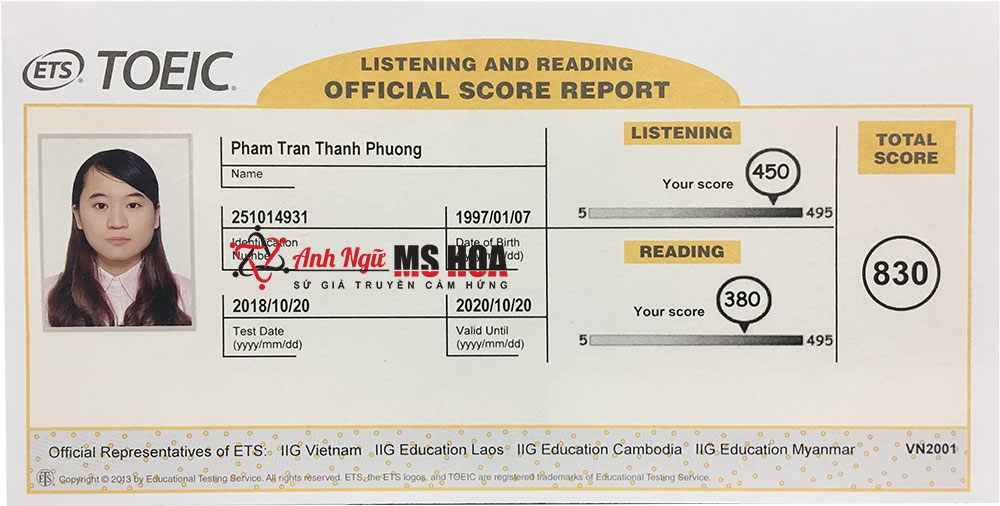 ETS TOEIC
LISTENING AND READING
OFFICIAL SCORE REPORT
Pham Tran Thanh Phuong
Name
251014931
1997/01/07
Identification
Number
Date of Birth
ANH NGỮ MS HOA
SỨ GIẢ TRUYỀN CẢM HỨNG
2018/10/20
2020/10/20
Test Date
(yyyy/mm/dd)
Valid Until
(yyyy/mm/dd)
LISTENING
Your score
450
5
495
READING
Your score
380
5
495
TOTAL
SCORE
830
Official Representatives of ETS: IIG Vietnam IIG Education Laos IIG Education Cambodia IIG Education Myanmar VN2001
ETS Copyright © 2013 by Educational Testing Service. All rights reserved. ETS, the ETS logos, and TOEIC are registered trademarks of Educational Testing Service.